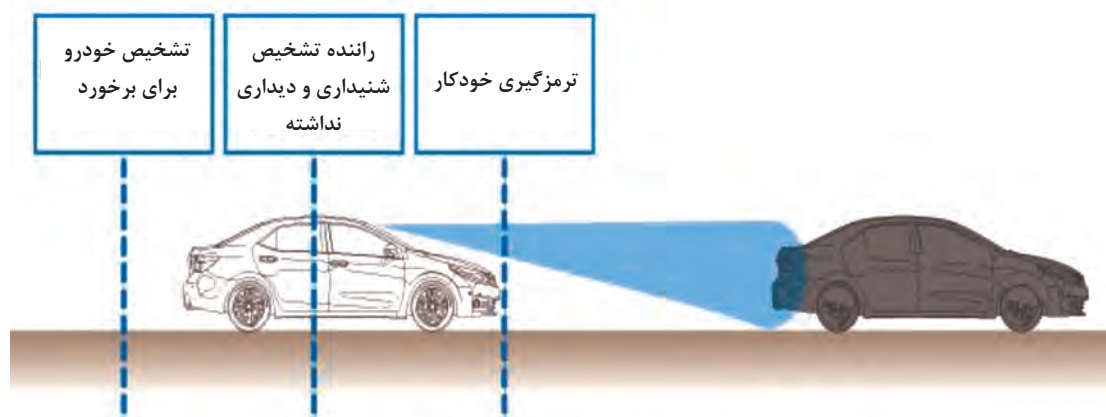 تشخیص خودرو
برای برخورد
راننده تشخیص
شنیداری و دیداری
نداشته
ترمزگیری خودکار